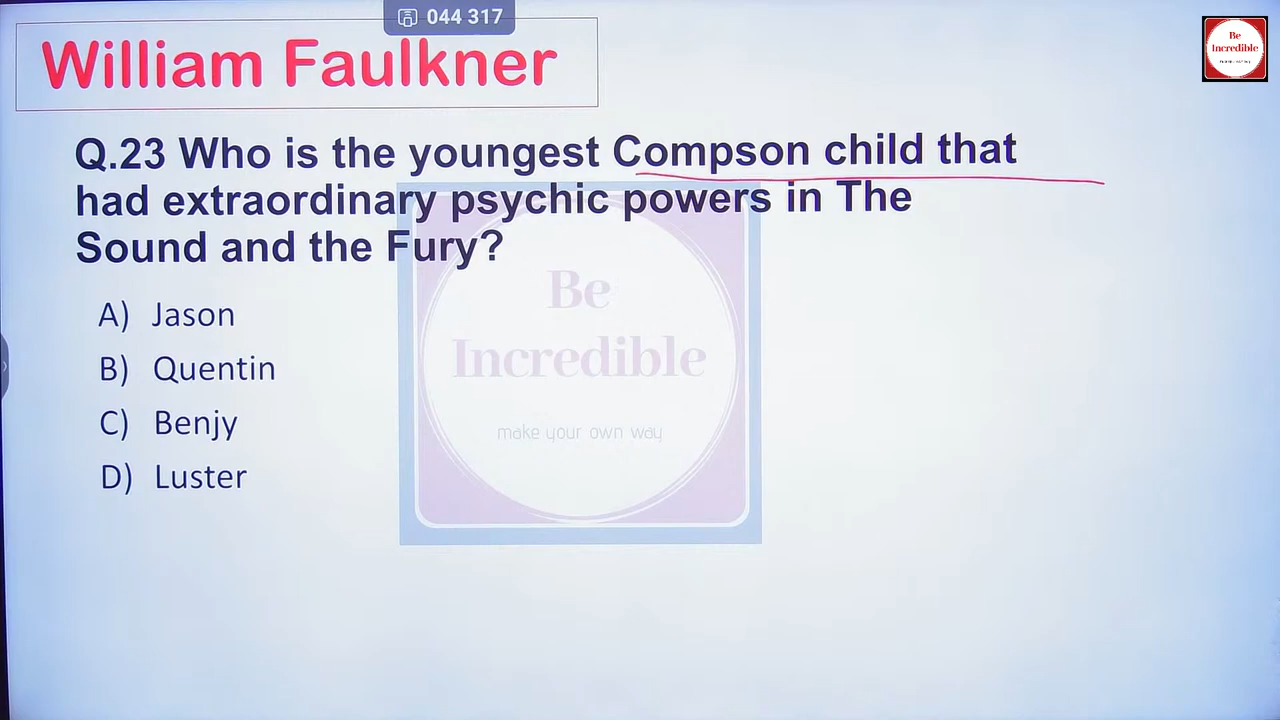 044 317
William Faulkner
Be
Incredible
Q.23 Who is the youngest Compson child that
had extraordinary psychic powers in The
Sound and the Fury?
Be
Incredible
make your own way
A) Jason
B) Quentin
C) Benjy
D) Luster